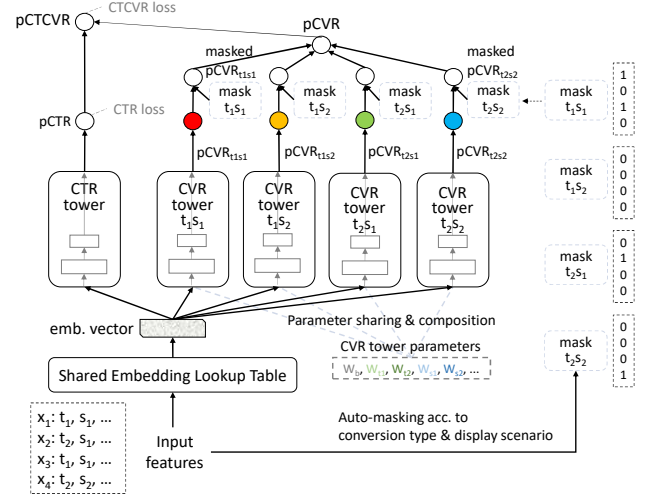 CTCVR loss
pCTCVR
pCVR
masked
pCVRt1s1
masked
pCVRt2s2
mask
t1s1
mask
t1s2
mask
t2s1
mask
t2s2
mask
t1s1
1
0
1
0
CTR loss
pCTR
pCVRt1s1
pCVRt1s2
pCVRt2s1
pCVRt2s2
mask
t1s2
0
0
0
0
CTR
tower
CVR
tower
t1s1
CVR
tower
t1s2
CVR
tower
t2s1
CVR
tower
t2s2
mask
t2s1
0
1
0
0
emb. vector
Parameter sharing & composition
CVR tower parameters
Wb, Wt1, Wt2, Ws1, Ws2, ...
mask
t2s2
0
0
0
1
Shared Embedding Lookup Table
x1: t1, s1, ...
x2: t2, s1, ...
x3: t1, s1, ...
x4: t2, s2, ...
Input
features
Auto-masking acc. to
conversion type & display scenario